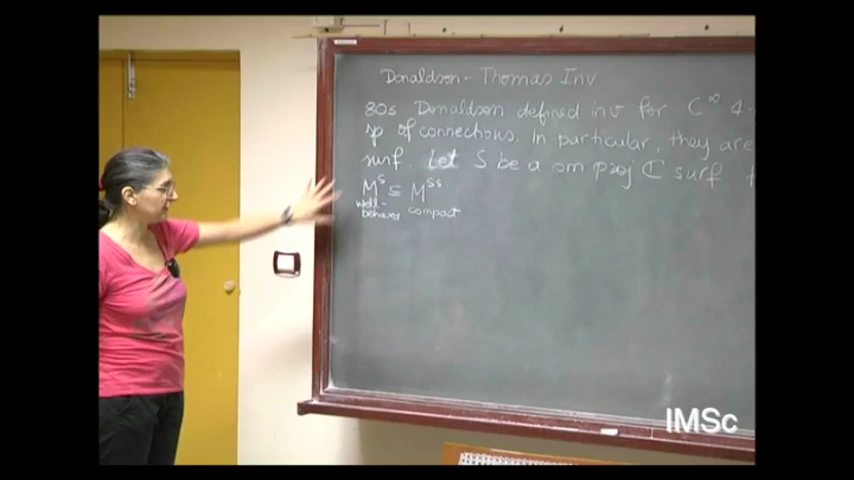 Donaldson - Thomas Inv
80s Donaldson defined inv for C^∞ 4-
sp of connections. In particular, they are
surf. Let S be a sm proj ℂ surf
M^s ⊆ M^ss
well-behaved compact
IMSc